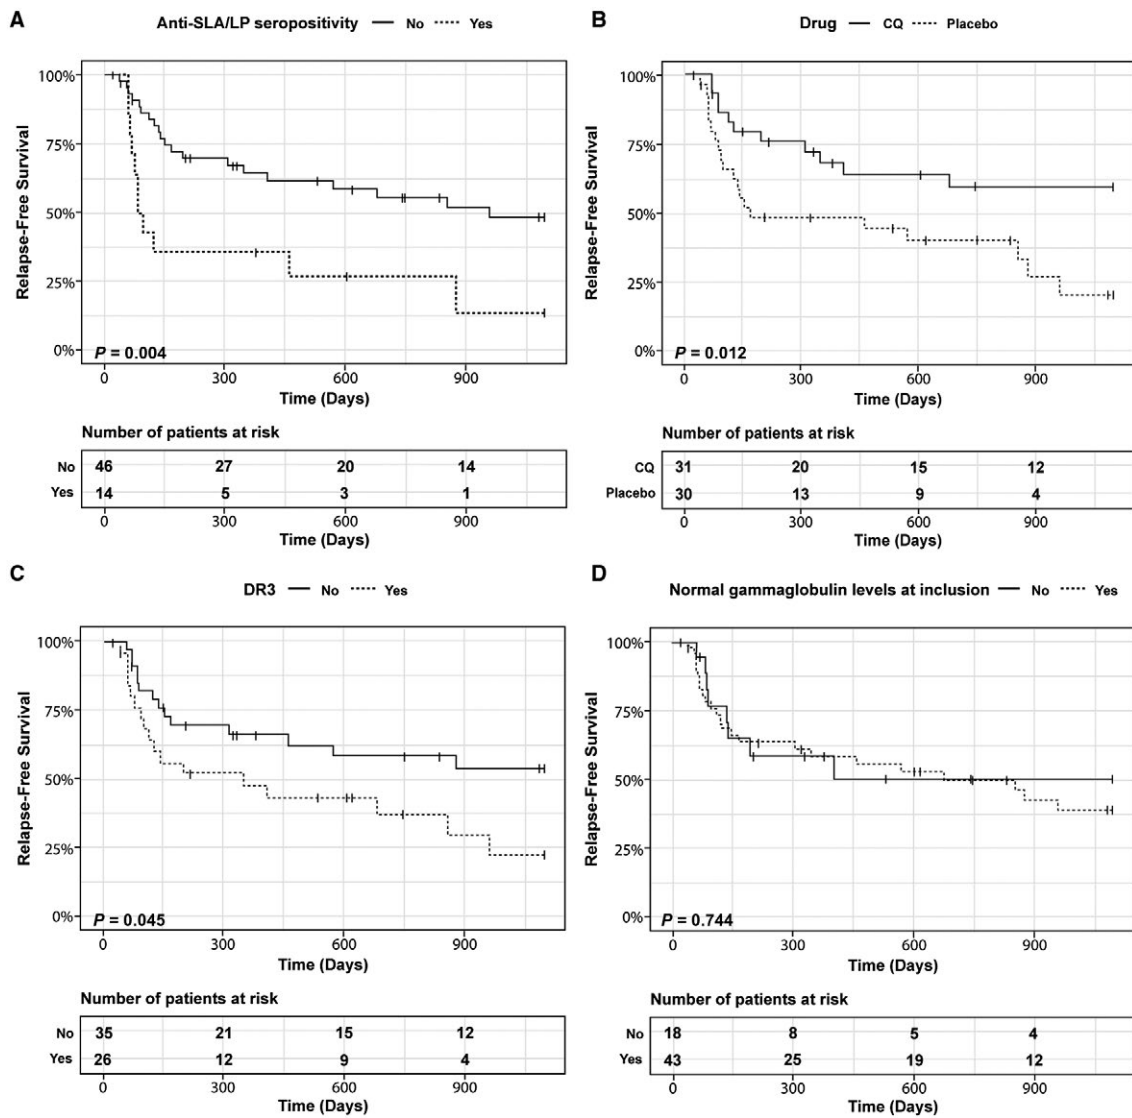 A
Anti-SLA/LP seropositivity No Yes
Relapse-Free Survival
100%
75%
50%
25%
0%
P = 0.004
0 300 600 900
Time (Days)
Number of patients at risk
No 46 27 20 14
Yes 14 5 3 1
0 300 600 900
Time (Days)
B
Drug CQ Placebo
Relapse-Free Survival
100%
75%
50%
25%
0%
P = 0.012
0 300 600 900
Time (Days)
Number of patients at risk
CQ 31 20 15 12
Placebo 30 13 9 4
0 300 600 900
Time (Days)
C
DR3 No Yes
Relapse-Free Survival
100%
75%
50%
25%
0%
P = 0.045
0 300 600 900
Time (Days)
Number of patients at risk
No 35 21 15 12
Yes 26 12 9 4
0 300 600 900
Time (Days)
D
Normal gammaglobulin levels at inclusion No Yes
Relapse-Free Survival
100%
75%
50%
25%
0%
P = 0.744
0 300 600 900
Time (Days)
Number of patients at risk
No 18 8 5 4
Yes 43 25 19 12
0 300 600 900
Time (Days)